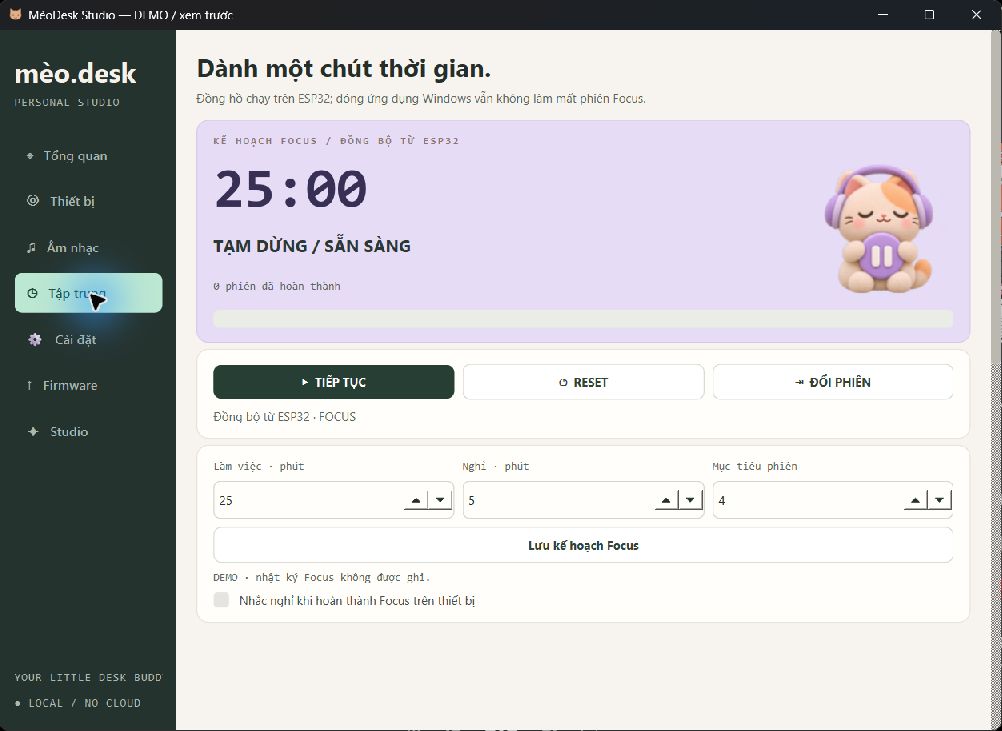 MèoDesk Studio — DEMO / xem trước
mèo.desk
PERSONAL STUDIO
Tổng quan
Thiết bị
Âm nhạc
Tập trung
Cài đặt
Firmware
Studio
YOUR LITTLE DESK BUDD
• LOCAL / NO CLOUD
Dành một chút thời gian.
Đồng hồ chạy trên ESP32; đóng ứng dụng Windows vẫn không làm mất phiên Focus.
KẾ HOẠCH FOCUS / ĐỒNG BỘ TỪ ESP32
25:00
TẠM DỪNG / SẴN SÀNG
0 phiên đã hoàn thành
TIẾP TỤC
RESET
ĐỔI PHIÊN
Đồng bộ từ ESP32 · FOCUS
Làm việc · phút
Nghỉ · phút
Mục tiêu phiên
25
5
4
Lưu kế hoạch Focus
DEMO · nhật ký Focus không được ghi.
Nhắc nghỉ khi hoàn thành Focus trên thiết bị